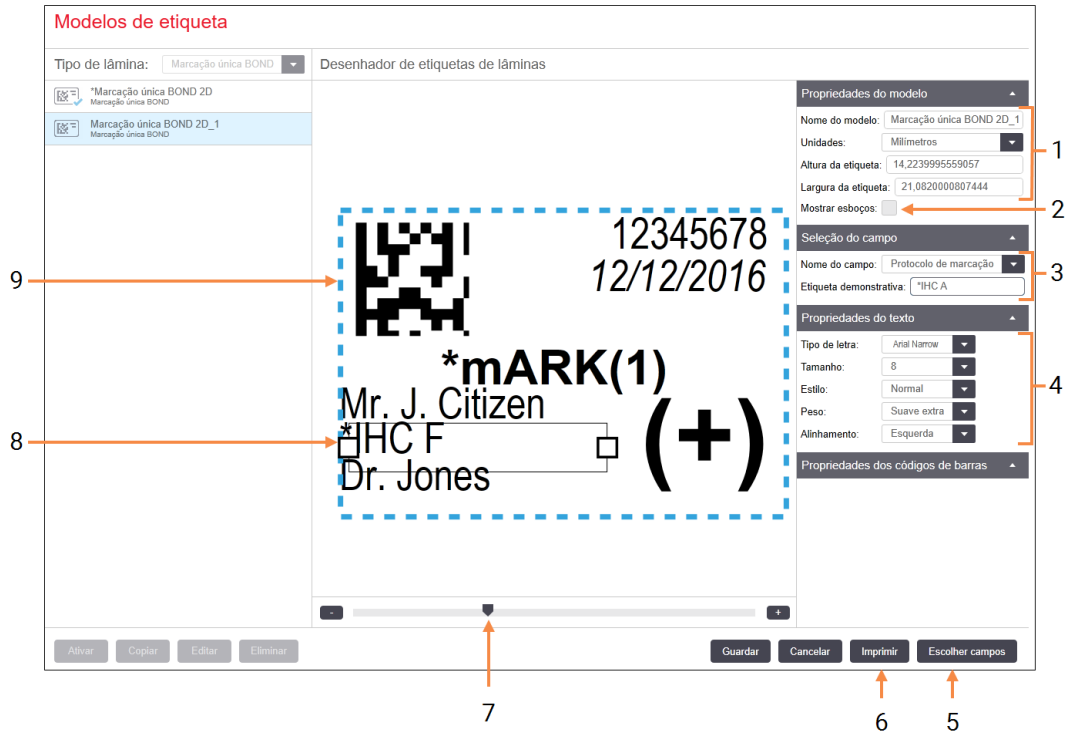 Modelos de etiqueta
Tipo de lâmina: Marcação única BOND
Desenhador de etiquetas de lâminas
*Marcação única BOND 2D
Marcação única BOND
Marcação única BOND 2D_1
Marcação única BOND
12345678
12/12/2016
*mARK(1)
Mr. J. Citizen
*IHC F
Dr. Jones
(+)
- +
Propriedades do modelo
Nome do modelo: Marcação única BOND 2D_1
Unidades: Milímetros
Altura da etiqueta: 14,2239995559057
Largura da etiqueta: 21,0820000807444
Mostrar esboços:
Seleção do campo
Nome do campo: Protocolo de marcação
Etiqueta demonstrativa: *IHC A
Propriedades do texto
Tipo de letra: Arial Narrow
Tamanho: 8
Estilo: Normal
Peso: Suave extra
Alinhamento: Esquerda
Propriedades dos códigos de barras
Ativar Copiar Editar Eliminar
Guardar Cancelar Imprimir Escolher campos
1
2
3
4
5
6
7
8
9